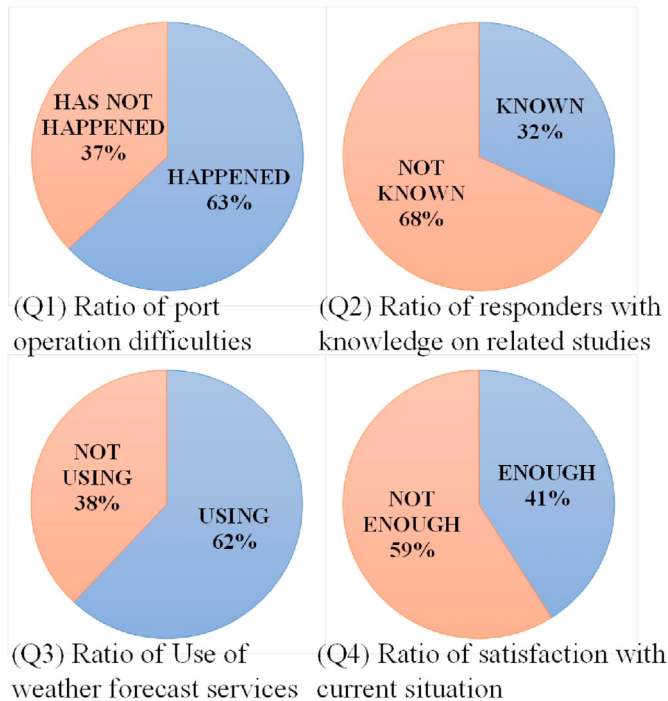 HAS NOT
HAPPENED
37%
HAPPENED
63%
(Q1) Ratio of port
operation difficulties
KNOWN
32%
NOT
KNOWN
68%
(Q2) Ratio of responders with
knowledge on related studies
NOT
USING
38%
USING
62%
(Q3) Ratio of Use of
weather forecast services
ENOUGH
41%
NOT
ENOUGH
59%
(Q4) Ratio of satisfaction with
current situation